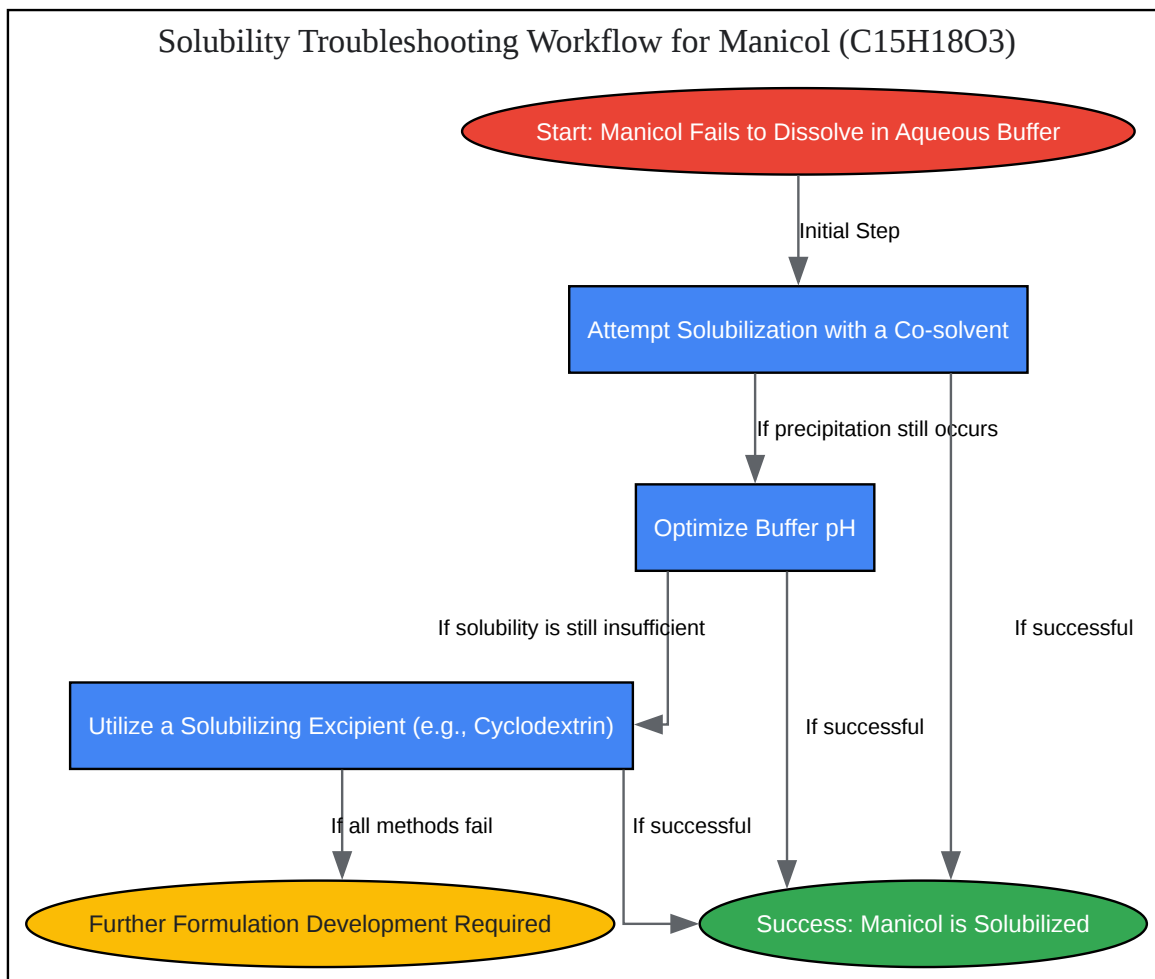 Solubility Troubleshooting Workflow for Manicol (C15H18O3)
Start: Manicol Fails to Dissolve in Aqueous Buffer
Initial Step
Attempt Solubilization with a Co-solvent
If precipitation still occurs
Optimize Buffer pH
If solubility is still insufficient
If successful
Utilize a Solubilizing Excipient (e.g., Cyclodextrin)
If successful
If all methods fail
If successful
Further Formulation Development Required
Success: Manicol is Solubilized